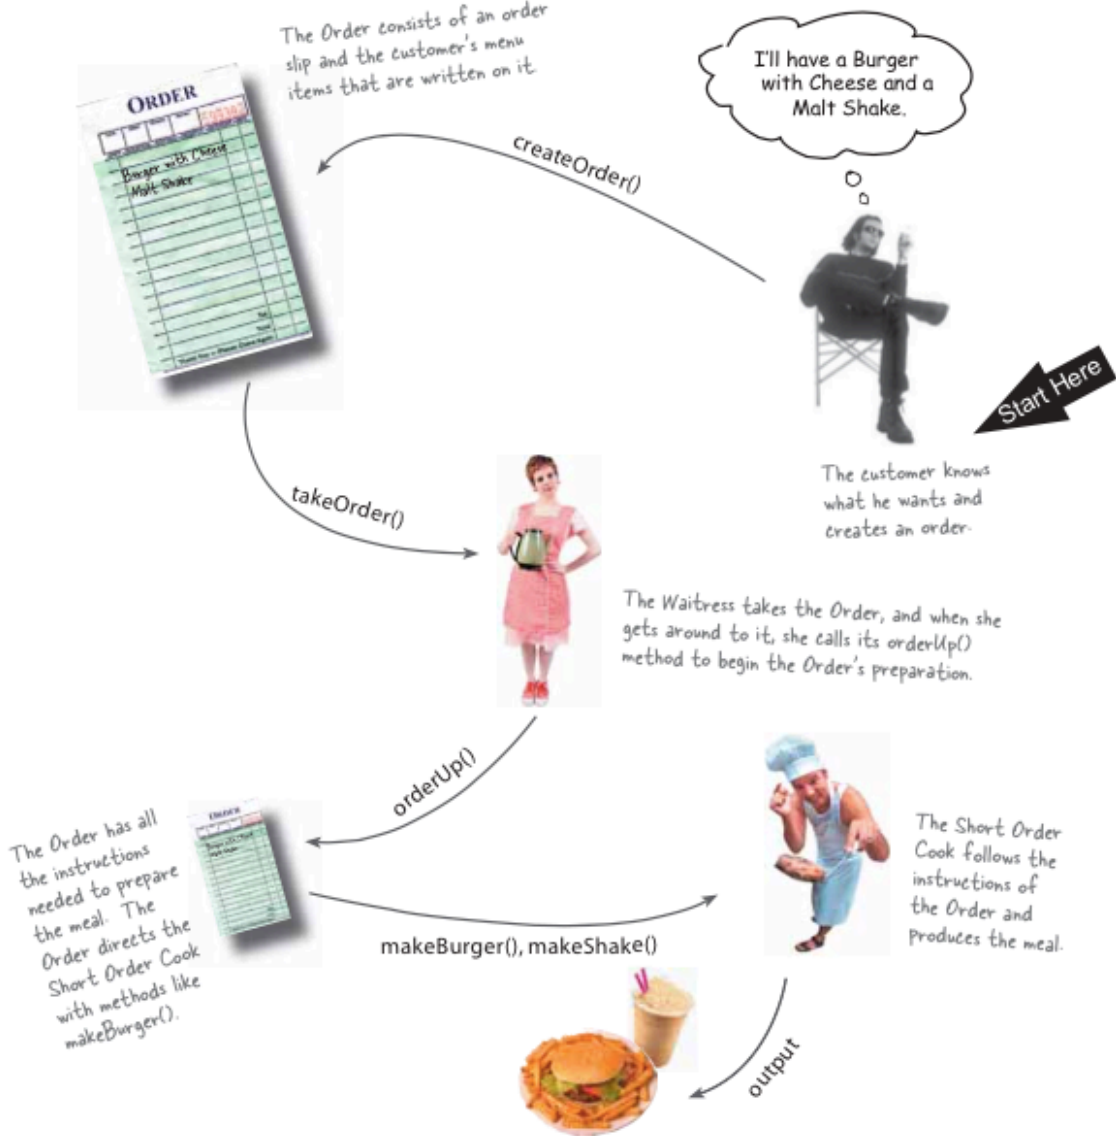 The Order consists of an order
slip and the customer's menu
items that are written on it.
I'll have a Burger
with Cheese and a
Malt Shake.
ORDER
Burger with Cheese
Malt Shake
createOrder()
Start Here
The customer knows
what he wants and
creates an order.
takeOrder()
The Waitress takes the Order, and when she
gets around to it, she calls its orderUp()
method to begin the Order's preparation.
orderUp()
The Order has all
the instructions
needed to prepare
the meal. The
Order directs the
Short Order Cook
with methods like
makeBurger().
ORDER
Burger with Cheese
Malt Shake
makeBurger(), makeShake()
The Short Order
Cook follows the
instructions of
the Order and
produces the meal.
output